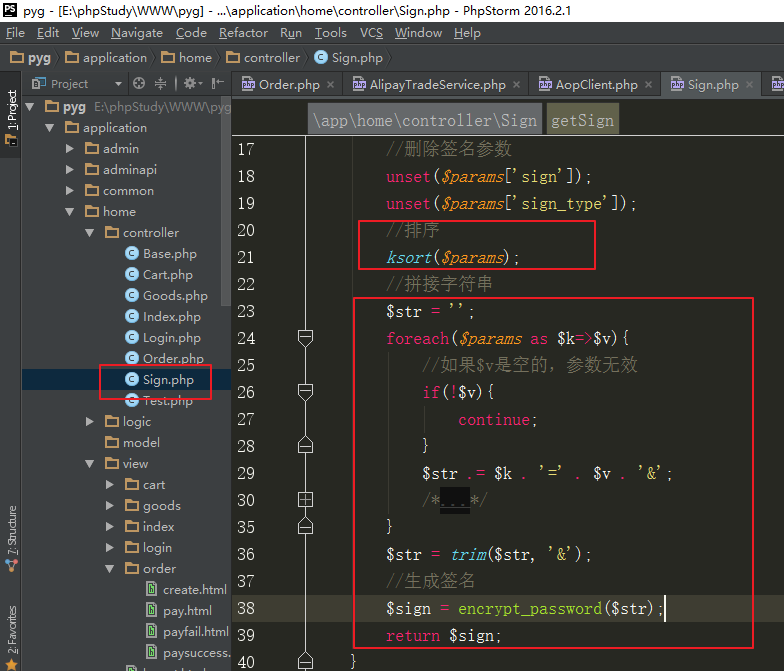 pyg - [E:\phpStudy\WWW\pyg] - ...\application\home\controller\Sign.php - PhpStorm 2016.2.1
File Edit View Navigate Code Refactor Run Tools VCS Window Help
pyg application home controller Sign.php
Project
Order.php AlipayTradeService.php AopClient.php Sign.php
1: Project
7: Structure
2: Favorites
pyg E:\phpStudy\WWW\pyg
application
admin
adminapi
common
home
controller
Base.php
Cart.php
Goods.php
Index.php
Login.php
Order.php
Sign.php
Test.php
logic
model
view
cart
goods
index
login
order
create.html
pay.html
payfail.html
paysuccess.
\app\home\controller\Sign getSign
17 //删除签名参数
18 unset($params['sign']);
19 unset($params['sign_type']);
20 //排序
21 ksort($params);
22 //拼接字符串
23 $str = '';
24 foreach($params as $k=>$v){
25 //如果$v是空的，参数无效
26 if(!$v){
27 continue;
28 }
29 $str .= $k . '=' . $v . '&';
30 /*...*/
35 }
36 $str = trim($str, '&');
37 //生成签名
38 $sign = encrypt_password($str);
39 return $sign;
40 }